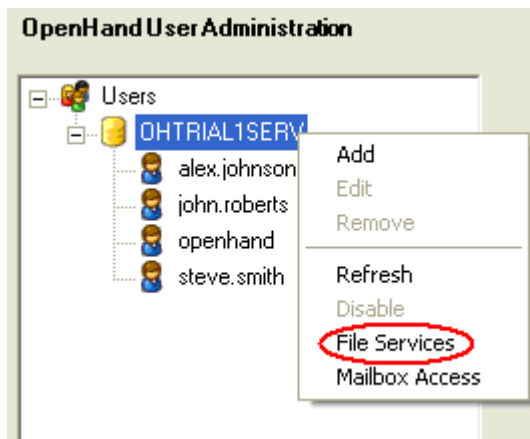 OpenHand User Administration
Users
OHTRIAL1SERV
alex.johnson
john.roberts
openhand
steve.smith
Add
Edit
Remove
Refresh
Disable
File Services
Mailbox Access